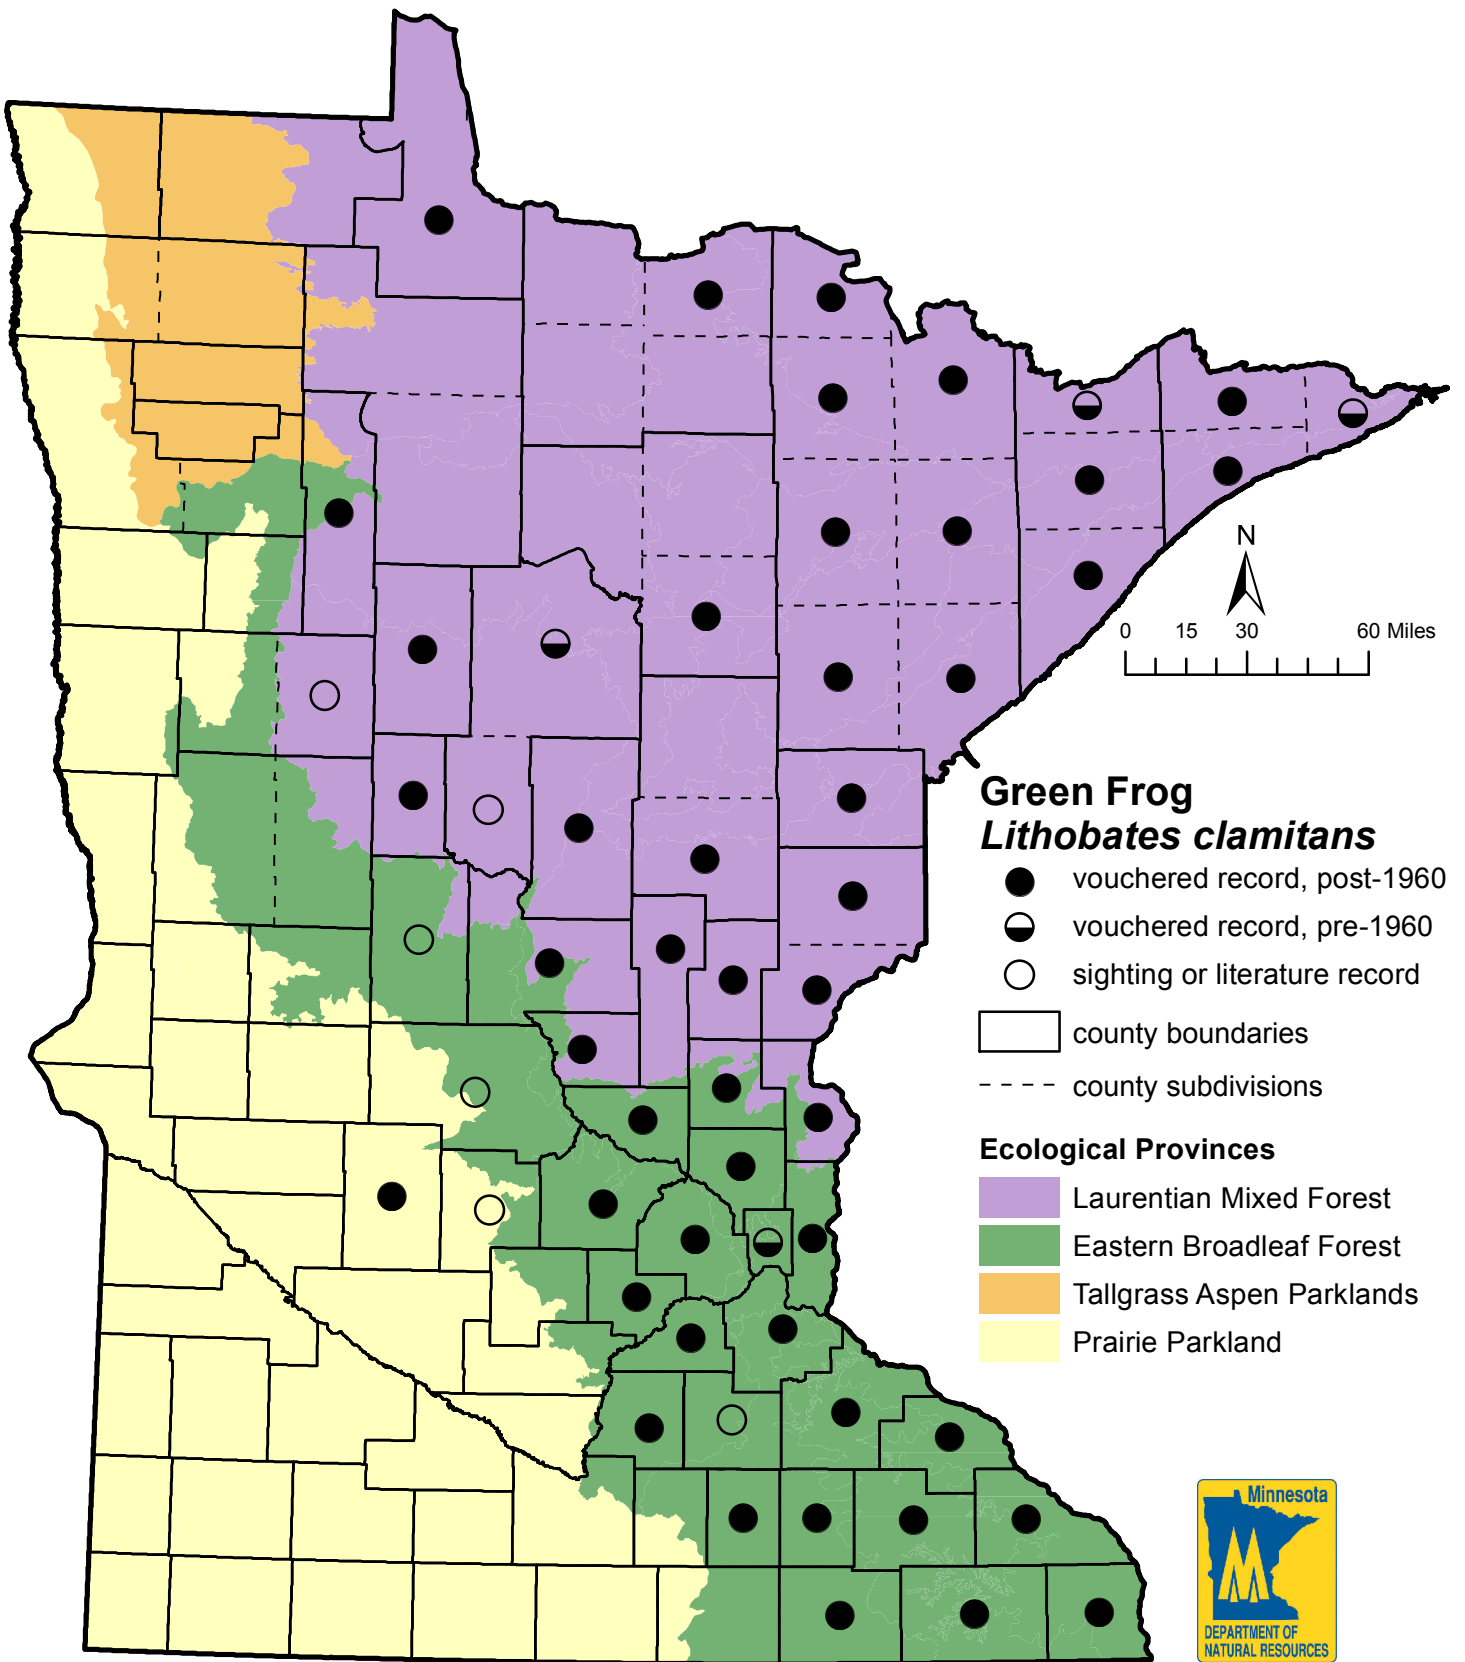 N
0 15 30 60 Miles
Green Frog
Lithobates clamitans
vouchered record, post-1960
vouchered record, pre-1960
sighting or literature record
county boundaries
county subdivisions
Ecological Provinces
Laurentian Mixed Forest
Eastern Broadleaf Forest
Tallgrass Aspen Parklands
Prairie Parkland
Minnesota
DEPARTMENT OF
NATURAL RESOURCES